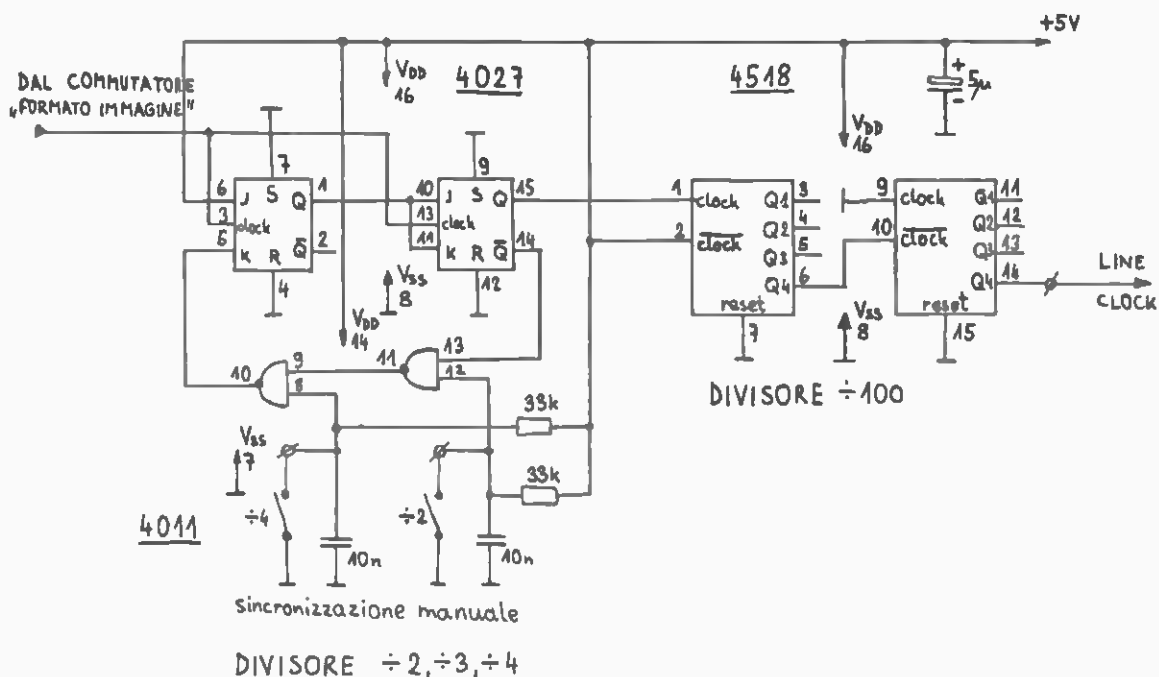 +5V
DAL COMMUTATORE
„FORMATO IMMAGINE"
VDD
16
4027
4518
5µ
+
-
VDD
16
7
9
6
J
S
Q
1
10
J
S
Q
15
1
clock
Q1
3
9
clock
Q1
11
3
clock
13
clock
2
clock
Q2
4
10
clock
Q2
12
5
K
R
Q
2
11
K
R
Q
14
Q3
5
Q3
13
4
VSS
8
12
Q4
6
Q4
14
LINE
CLOCK
reset
7
VSS
8
reset
15
VDD
14
10
9
8
11
13
12
DIVISORE ÷100
33k
33k
VSS
7
÷4
÷2
4011
10n
10n
sincronizzazione manuale
DIVISORE ÷2,÷3,÷4